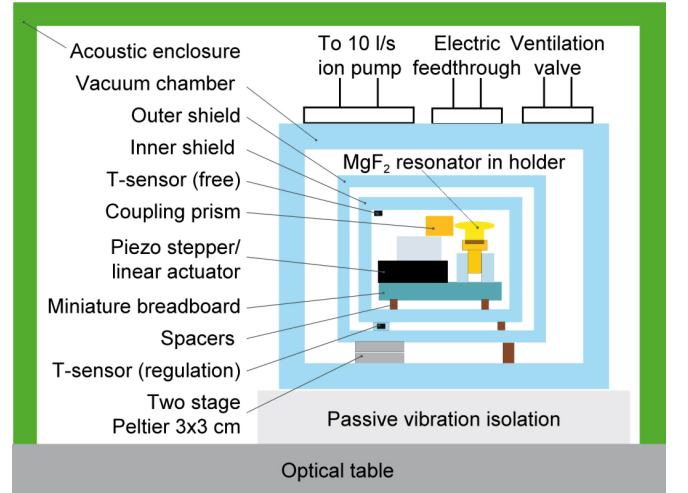 Acoustic enclosure
Vacuum chamber
Outer shield
Inner shield
T-sensor (free)
Coupling prism
Piezo stepper/
linear actuator
Miniature breadboard
Spacers
T-sensor (regulation)
Two stage
Peltier 3x3 cm
To 10 l/s
ion pump
Electric
feedthrough
Ventilation
valve
MgF₂ resonator in holder
Passive vibration isolation
Optical table